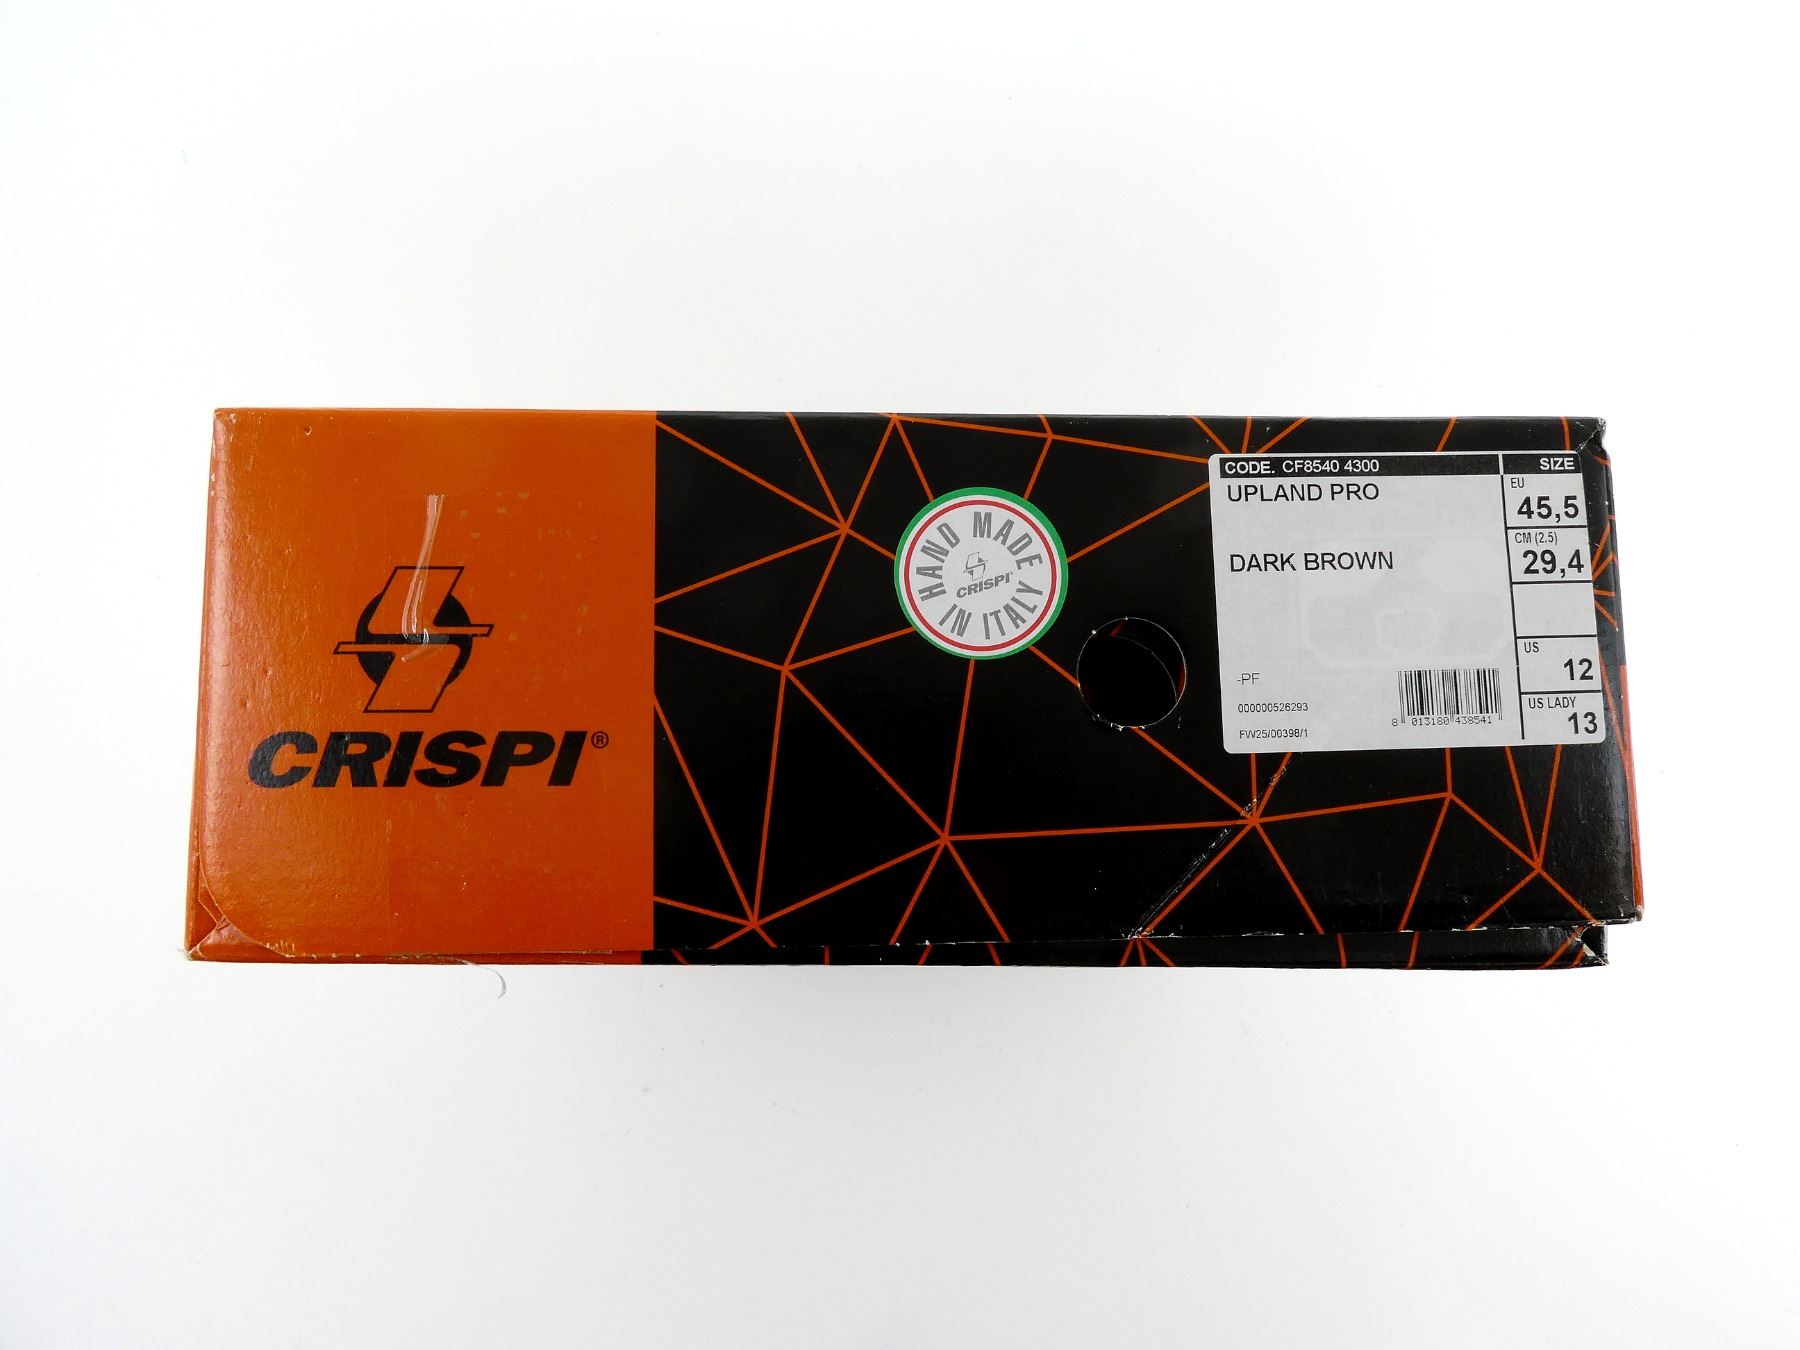 CRISPI®
HAND MADE
CRISPI®
IN ITALY
CODE. CF8540 4300
SIZE
UPLAND PRO
EU
45,5
DARK BROWN
CM (2.5)
29,4
US
12
-PF
000000526293
8 013180 438541
US LADY
13
FW25/00398/1